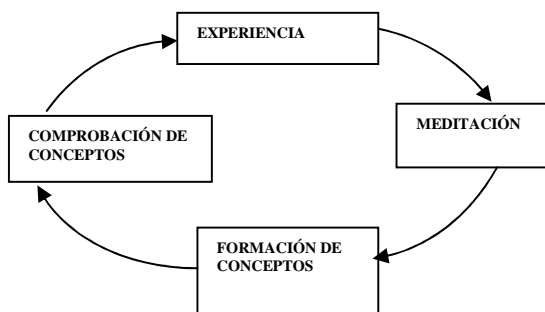 EXPERIENCIA
MEDITACIÓN
FORMACIÓN DE
CONCEPTOS
COMPROBACIÓN DE
CONCEPTOS